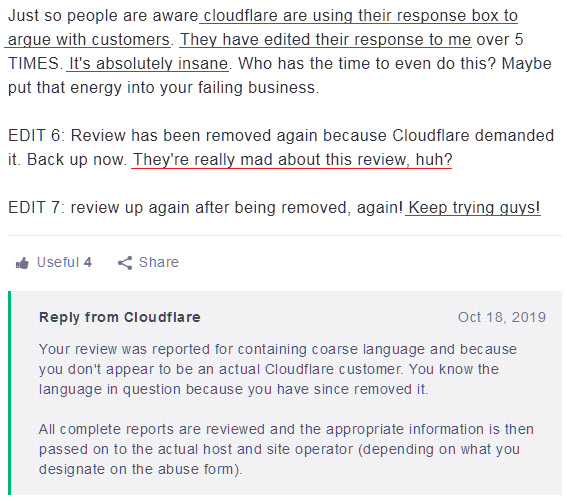 Just so people are aware cloudflare are using their response box to
argue with customers. They have edited their response to me over 5
TIMES. It's absolutely insane. Who has the time to even do this? Maybe
put that energy into your failing business.
EDIT 6: Review has been removed again because Cloudflare demanded
it. Back up now. They're really mad about this review, huh?
EDIT 7: review up again after being removed, again! Keep trying guys!
Useful 4 Share
Reply from Cloudflare Oct 18, 2019
Your review was reported for containing coarse language and because
you don't appear to be an actual Cloudflare customer. You know the
language in question because you have since removed it.
All complete reports are reviewed and the appropriate information is then
passed on to the actual host and site operator (depending on what you
designate on the abuse form).